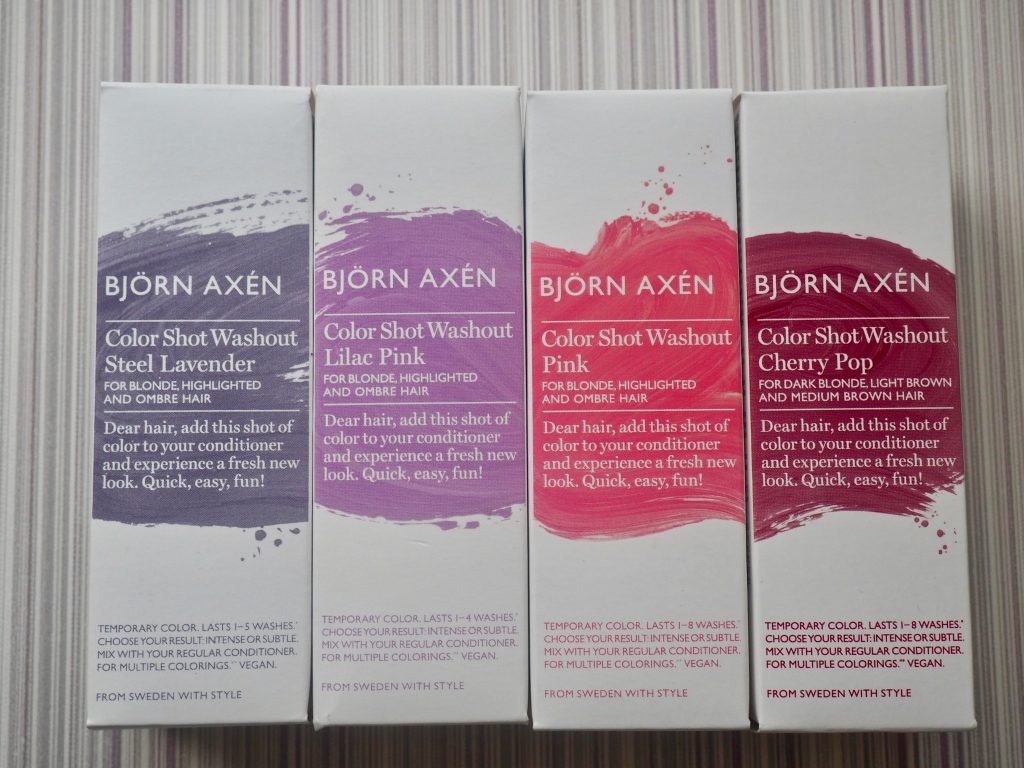 BJÖRN AXÉN
Color Shot Washout
Steel Lavender
FOR BLONDE, HIGHLIGHTED
AND OMBRE HAIR
Dear hair, add this shot of
color to your conditioner
and experience a fresh new
look. Quick, easy, fun!
TEMPORARY COLOR. LASTS 1–5 WASHES.*
CHOOSE YOUR RESULT: INTENSE OR SUBTLE.
MIX WITH YOUR REGULAR CONDITIONER.
FOR MULTIPLE COLORINGS.** VEGAN.
FROM SWEDEN WITH STYLE
BJÖRN AXÉN
Color Shot Washout
Lilac Pink
FOR BLONDE, HIGHLIGHTED
AND OMBRE HAIR
Dear hair, add this shot of
color to your conditioner
and experience a fresh new
look. Quick, easy, fun!
TEMPORARY COLOR. LASTS 1–4 WASHES.*
CHOOSE YOUR RESULT: INTENSE OR SUBTLE.
MIX WITH YOUR REGULAR CONDITIONER.
FOR MULTIPLE COLORINGS.** VEGAN.
FROM SWEDEN WITH STYLE
BJÖRN AXÉN
Color Shot Washout
Pink
FOR BLONDE, HIGHLIGHTED
AND OMBRE HAIR
Dear hair, add this shot of
color to your conditioner
and experience a fresh new
look. Quick, easy, fun!
TEMPORARY COLOR. LASTS 1–8 WASHES.*
CHOOSE YOUR RESULT: INTENSE OR SUBTLE.
MIX WITH YOUR REGULAR CONDITIONER.
FOR MULTIPLE COLORINGS.** VEGAN.
FROM SWEDEN WITH STYLE
BJÖRN AXÉN
Color Shot Washout
Cherry Pop
FOR DARK BLONDE, LIGHT BROWN
AND MEDIUM BROWN HAIR
Dear hair, add this shot of
color to your conditioner
and experience a fresh new
look. Quick, easy, fun!
TEMPORARY COLOR. LASTS 1–8 WASHES.*
CHOOSE YOUR RESULT: INTENSE OR SUBTLE.
MIX WITH YOUR REGULAR CONDITIONER.
FOR MULTIPLE COLORINGS.** VEGAN.
FROM SWEDEN WITH STYLE